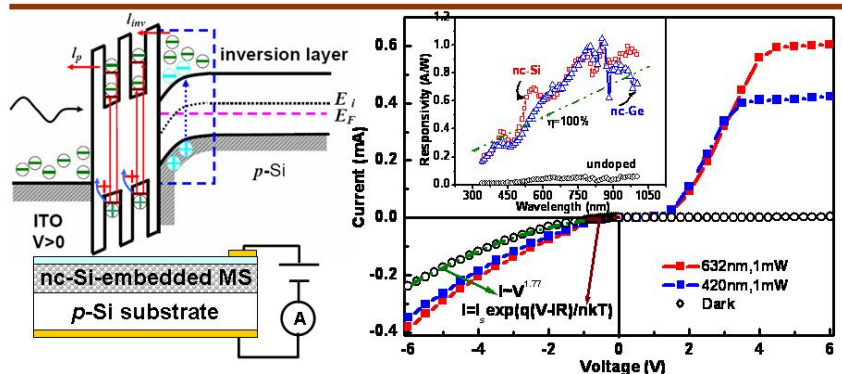 I_p
I_inv
inversion layer
E_i
E_F
p-Si
ITO
V>0
nc-Si-embedded MS
p-Si substrate
A
Current (mA)
0.6
0.4
0.2
0.0
-0.2
-0.4
-6 -4 -2 0 2 4 6
Voltage (V)
Responsivity (A/W)
1.2
1.0
0.8
0.6
0.4
0.2
0.0
300 450 600 750 900 1050
Wavelength (nm)
nc-Si
nc-Ge
η=100%
undoped
I~V^1.77
I=I_s exp(q(V-IR)/nkT)
632nm,1mW
420nm,1mW
Dark